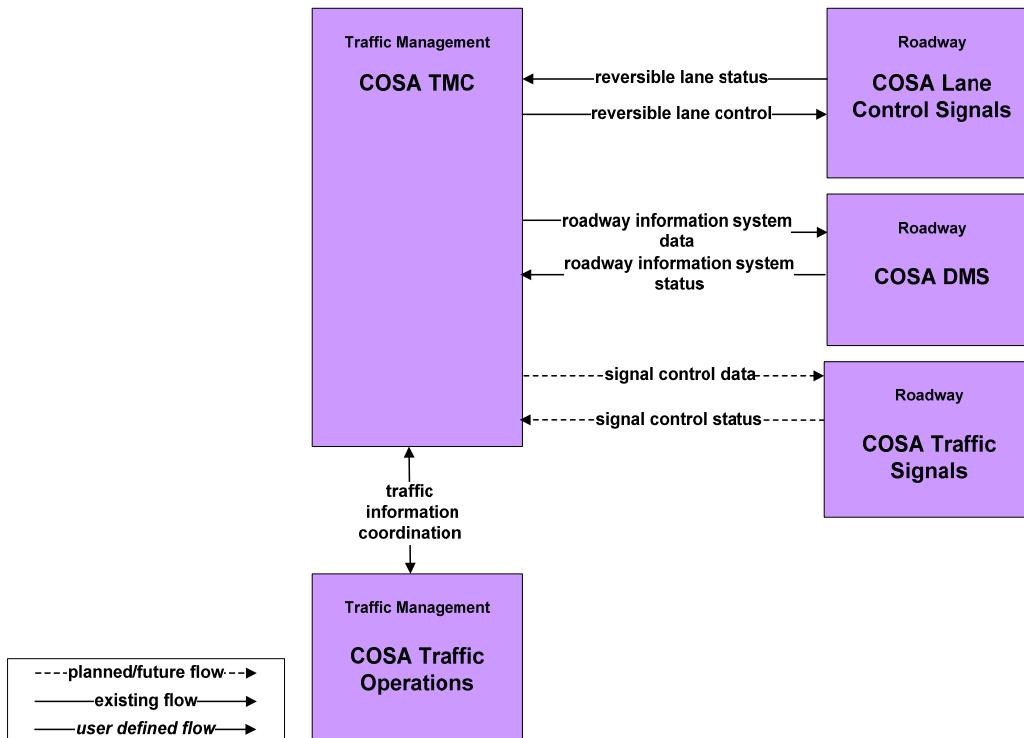 Traffic Management
COSA TMC
Roadway
COSA Lane
Control Signals
reversible lane status
reversible lane control
Roadway
COSA DMS
roadway information system
data
roadway information system
status
Roadway
COSA Traffic
Signals
signal control data
signal control status
traffic
information
coordination
Traffic Management
COSA Traffic
Operations
planned/future flow
existing flow
user defined flow